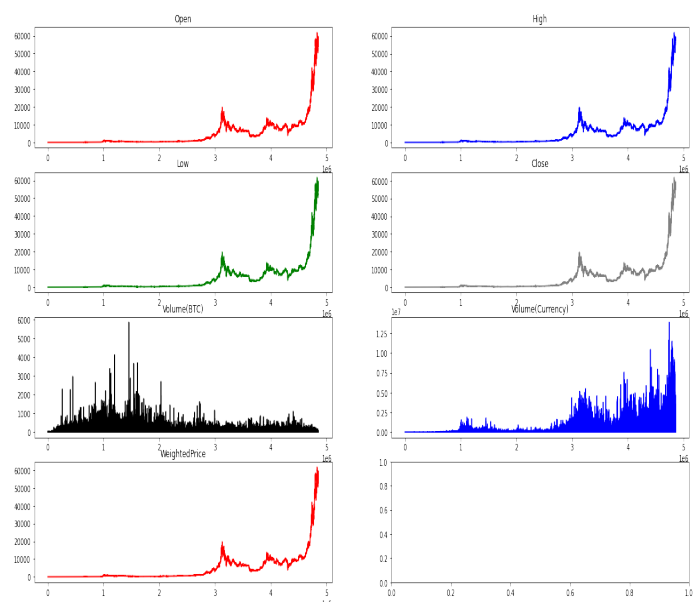 Open
High
60000
50000
40000
30000
20000
10000
0
0 1 2 3 4 5
1e6
60000
50000
40000
30000
20000
10000
0
0 1 2 3 4 5
1e6
Low
Close
60000
50000
40000
30000
20000
10000
0
0 1 2 3 4 5
1e6
60000
50000
40000
30000
20000
10000
0
0 1 2 3 4 5
1e6
Volume(BTC)
1e7
Volume(Currency)
6000
5000
4000
3000
2000
1000
0
0 1 2 3 4 5
1e6
1.25
1.00
0.75
0.50
0.25
0.00
0 1 2 3 4 5
1e6
WeightedPrice
60000
50000
40000
30000
20000
10000
0
0 1 2 3 4 5
1.0
0.8
0.6
0.4
0.2
0.0
0.0 0.2 0.4 0.6 0.8 1.0